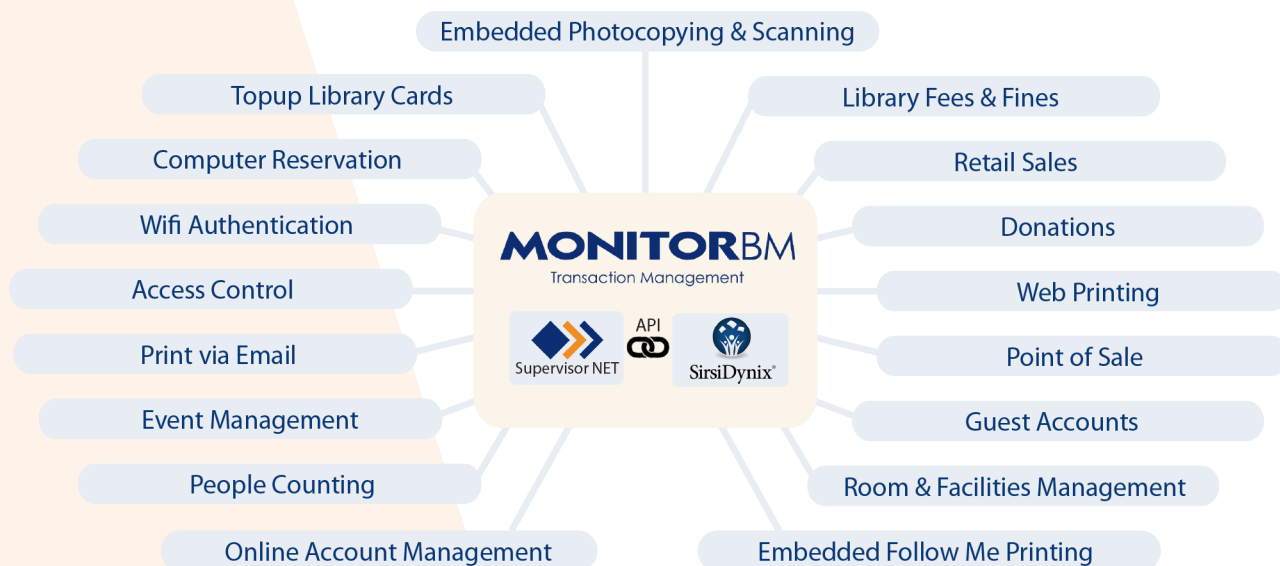 Embedded Photocopying & Scanning
Topup Library Cards
Library Fees & Fines
Computer Reservation
Retail Sales
Wifi Authentication
Donations
MONITORBM
Transaction Management
Access Control
Web Printing
API
Supervisor NET
SirsiDynix®
Print via Email
Point of Sale
Event Management
Guest Accounts
People Counting
Room & Facilities Management
Online Account Management
Embedded Follow Me Printing